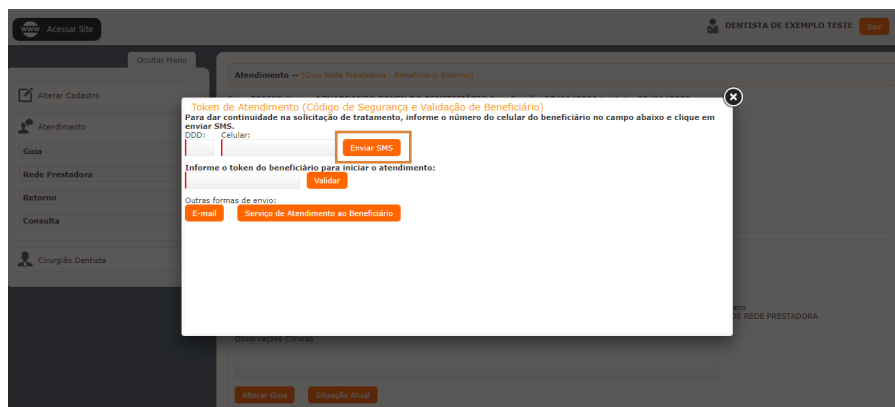 www Acessar Site
DENTISTA DE EXEMPLO TESTE Sair
Ocultar Menu
Alterar Cadastro
Atendimento
Guia
Rede Prestadora
Retorno
Consulta
Cirurgião Dentista
Atendimento → (Guia Rede Prestadora - Beneficiário Externo)
Token de Atendimento (Código de Segurança e Validação de Beneficiário)
Para dar continuidade na solicitação de tratamento, informe o número do celular do beneficiário no campo abaixo e clique em
enviar SMS.
DDD: Celular:
Enviar SMS
Informe o token do beneficiário para iniciar o atendimento:
Validar
Outras formas de envio:
E-mail Serviço de Atendimento ao Beneficiário
OS REDE PRESTADORA
Observações Clínicas
Alterar Guia Situação Atual